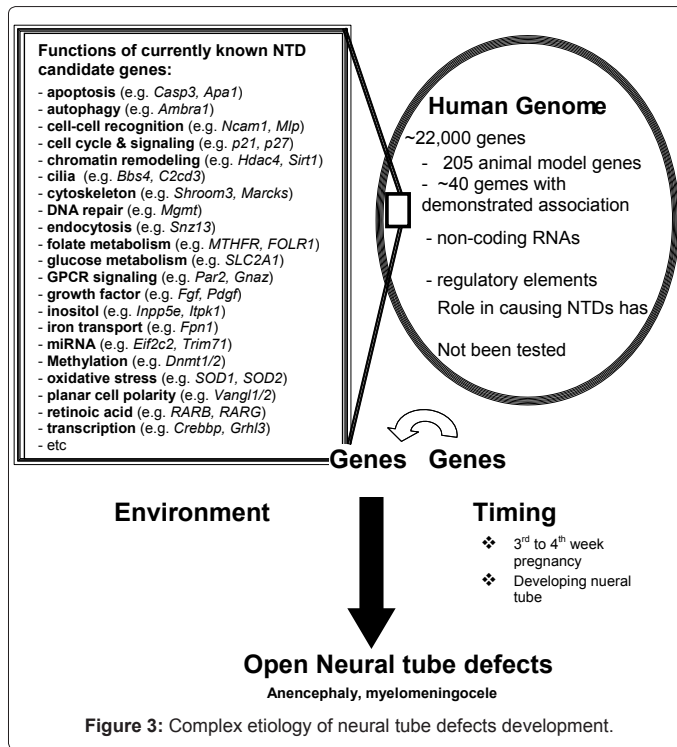 Functions of currently known NTD
candidate genes:
- apoptosis (e.g. Casp3, Apa1)
- autophagy (e.g. Ambra1)
- cell-cell recognition (e.g. Ncam1, Mlp)
- cell cycle & signaling (e.g. p21, p27)
- chromatin remodeling (e.g. Hdac4, Sirt1)
- cilia (e.g. Bbs4, C2cd3)
- cytoskeleton (e.g. Shroom3, Marcks)
- DNA repair (e.g. Mgmt)
- endocytosis (e.g. Snz13)
- folate metabolism (e.g. MTHFR, FOLR1)
- glucose metabolism (e.g. SLC2A1)
- GPCR signaling (e.g. Par2, Gnaz)
- growth factor (e.g. Fgf, Pdgf)
- inositol (e.g. Inpp5e, Itpk1)
- iron transport (e.g. Fpn1)
- miRNA (e.g. Eif2c2, Trim71)
- Methylation (e.g. Dnmt1/2)
- oxidative stress (e.g. SOD1, SOD2)
- planar cell polarity (e.g. Vangl1/2)
- retinoic acid (e.g. RARB, RARG)
- transcription (e.g. Crebbp, Grhl3)
- etc
Human Genome
~22,000 genes
- 205 animal model genes
- ~40 gemes with
demonstrated association
- non-coding RNAs
- regulatory elements
Role in causing NTDs has
Not been tested
Genes Genes
Environment
Timing
❖ 3rd to 4th week
pregnancy
❖ Developing nueral
tube
Open Neural tube defects
Anencephaly, myelomeningocele
Figure 3: Complex etiology of neural tube defects development.